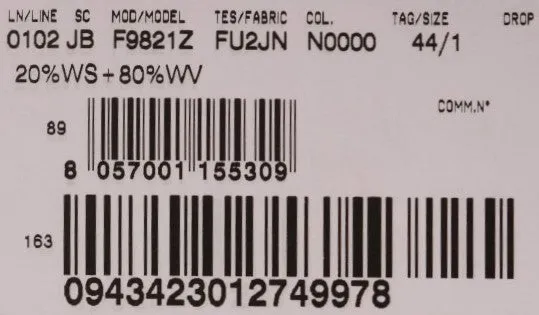 LN/LINE SC MOD/MODEL TES/FABRIC COL. TAG/SIZE DROP
0102 JB F9821Z FU2JN N0000 44/1
20%WS+80%WV
COMM.N°
89
8 057001 155309
163
0943423012749978